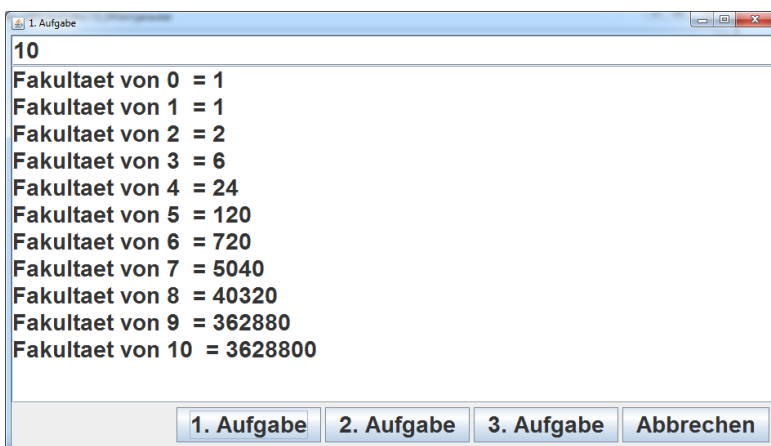 1. Aufgabe
10
Fakultaet von 0  = 1
Fakultaet von 1  = 1
Fakultaet von 2  = 2
Fakultaet von 3  = 6
Fakultaet von 4  = 24
Fakultaet von 5  = 120
Fakultaet von 6  = 720
Fakultaet von 7  = 5040
Fakultaet von 8  = 40320
Fakultaet von 9  = 362880
Fakultaet von 10  = 3628800
1. Aufgabe 2. Aufgabe 3. Aufgabe Abbrechen